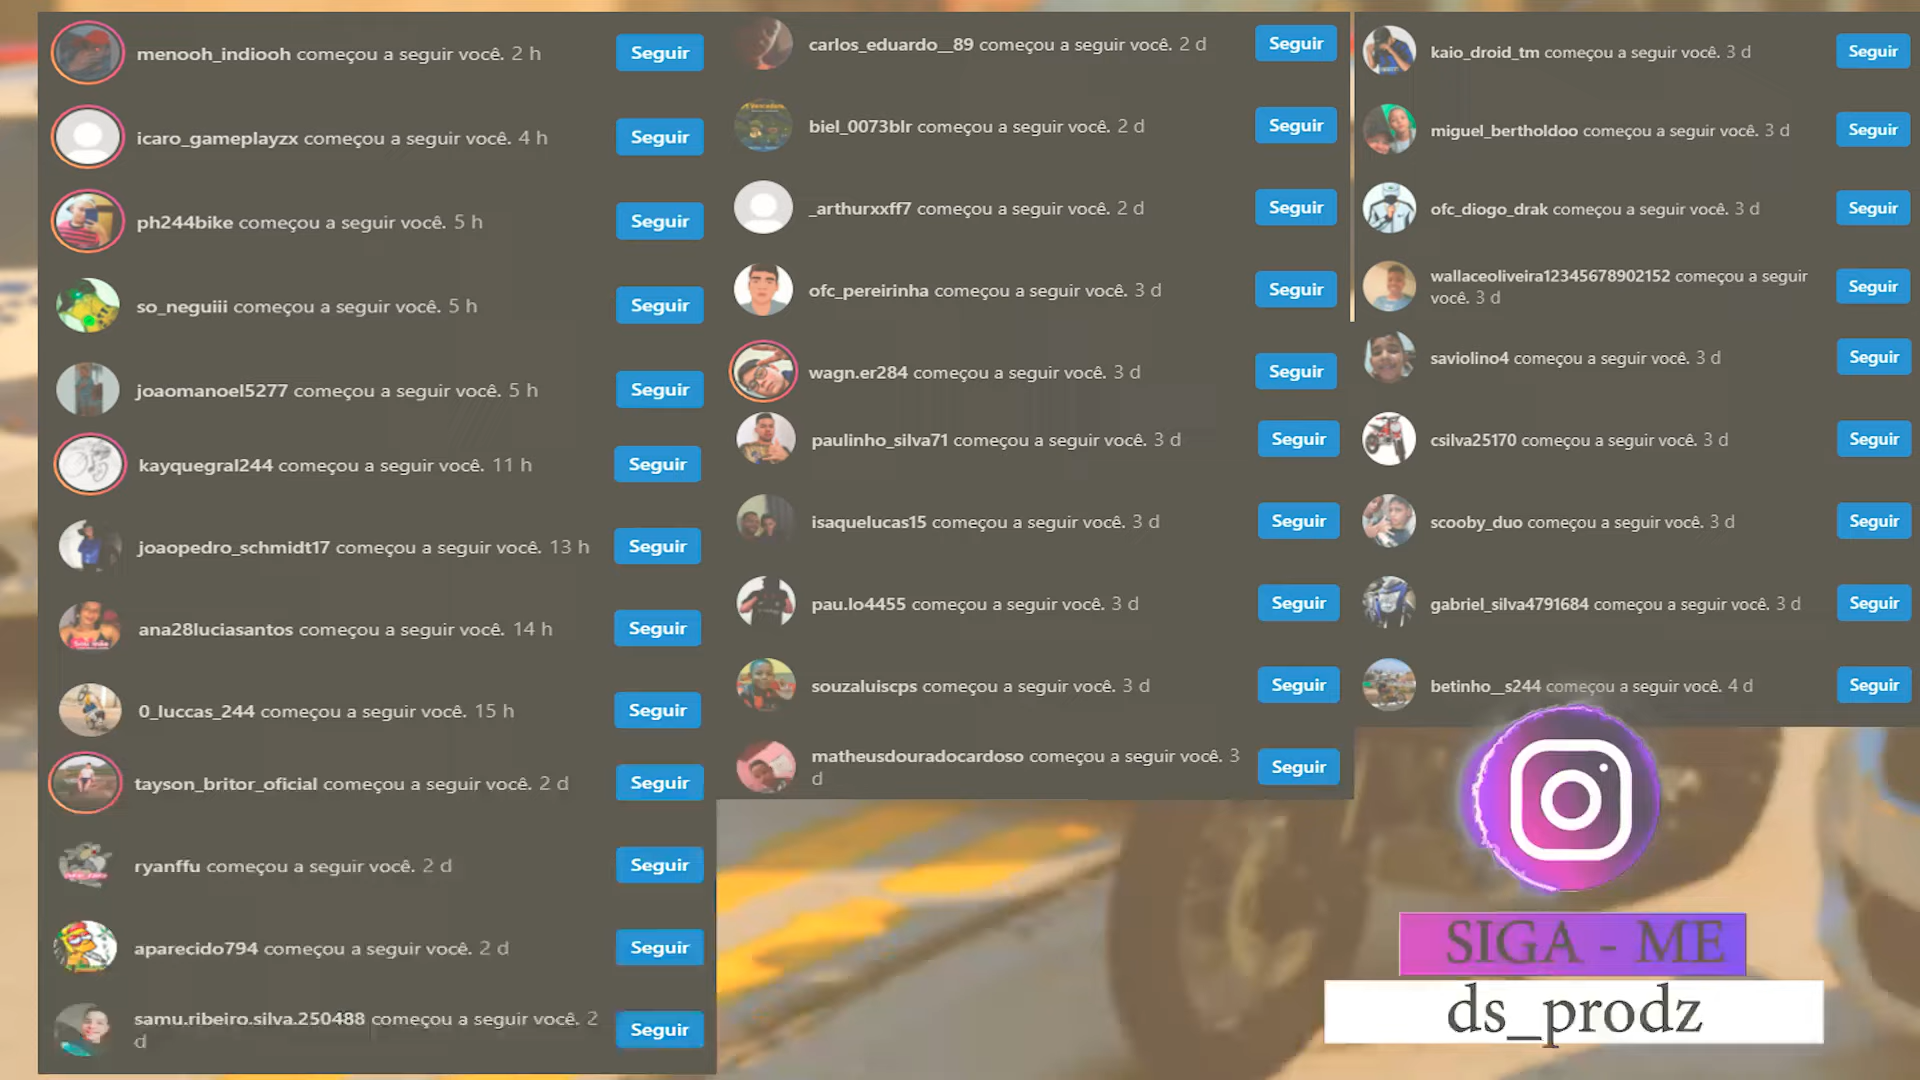 menooh_indiooh começou a seguir você. 2 h
Seguir
icaro_gameplayzx começou a seguir você. 4 h
Seguir
ph244bike começou a seguir você. 5 h
Seguir
so_neguiii começou a seguir você. 5 h
Seguir
joaomanoel5277 começou a seguir você. 5 h
Seguir
kayquegral244 começou a seguir você. 11 h
Seguir
joaopedro_schmidt17 começou a seguir você. 13 h
Seguir
ana28luciasantos começou a seguir você. 14 h
Seguir
0_luccas_244 começou a seguir você. 15 h
Seguir
tayson_britor_oficial começou a seguir você. 2 d
Seguir
ryanffu começou a seguir você. 2 d
Seguir
aparecido794 começou a seguir você. 2 d
Seguir
samu.ribeiro.silva.250488 começou a seguir você. 2
d
Seguir
carlos_eduardo__89 começou a seguir você. 2 d
Seguir
biel_0073blr começou a seguir você. 2 d
Seguir
_arthurxxff7 começou a seguir você. 2 d
Seguir
ofc_pereirinha começou a seguir você. 3 d
Seguir
wagn.er284 começou a seguir você. 3 d
Seguir
paulinho_silva71 começou a seguir você. 3 d
Seguir
isaquelucas15 começou a seguir você. 3 d
Seguir
pau.lo4455 começou a seguir você. 3 d
Seguir
souzaluiscps começou a seguir você. 3 d
Seguir
matheusdouradocardoso começou a seguir você. 3
d
Seguir
kaio_droid_tm começou a seguir você. 3 d
Seguir
miguel_bertholdoo começou a seguir você. 3 d
Seguir
ofc_diogo_drak começou a seguir você. 3 d
Seguir
wallaceoliveira12345678902152 começou a seguir
você. 3 d
Seguir
saviolino4 começou a seguir você. 3 d
Seguir
csilva25170 começou a seguir você. 3 d
Seguir
scooby_duo começou a seguir você. 3 d
Seguir
gabriel_silva4791684 começou a seguir você. 3 d
Seguir
betinho__s244 começou a seguir você. 4 d
Seguir
SIGA - ME
ds_prodz